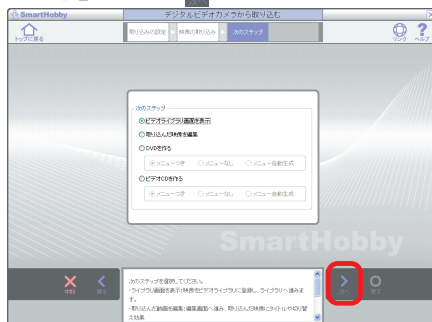 SmartHobby
デジタルビデオカメラから取り込む
トップに戻る
取り込みの設定
映像の取り込み
次のステップ
リンク
ヘルプ
次のステップ
ビデオライブラリ画面を表示
取り込んだ映像を編集
DVDを作る
メニューつき
メニューなし
メニュー自動生成
ビデオCDを作る
メニューつき
メニューなし
メニュー自動生成
SmartHobby
中断
戻る
次のステップを選択してください。
・ライブラリ画面を表示:映像をビデオライブラリに登録し、ライブラリへ進みま
す。
・取り込んだ動画を編集:編集画面へ進み、取り込んだ映像にタイトルや切り替
え効果
次へ
完了